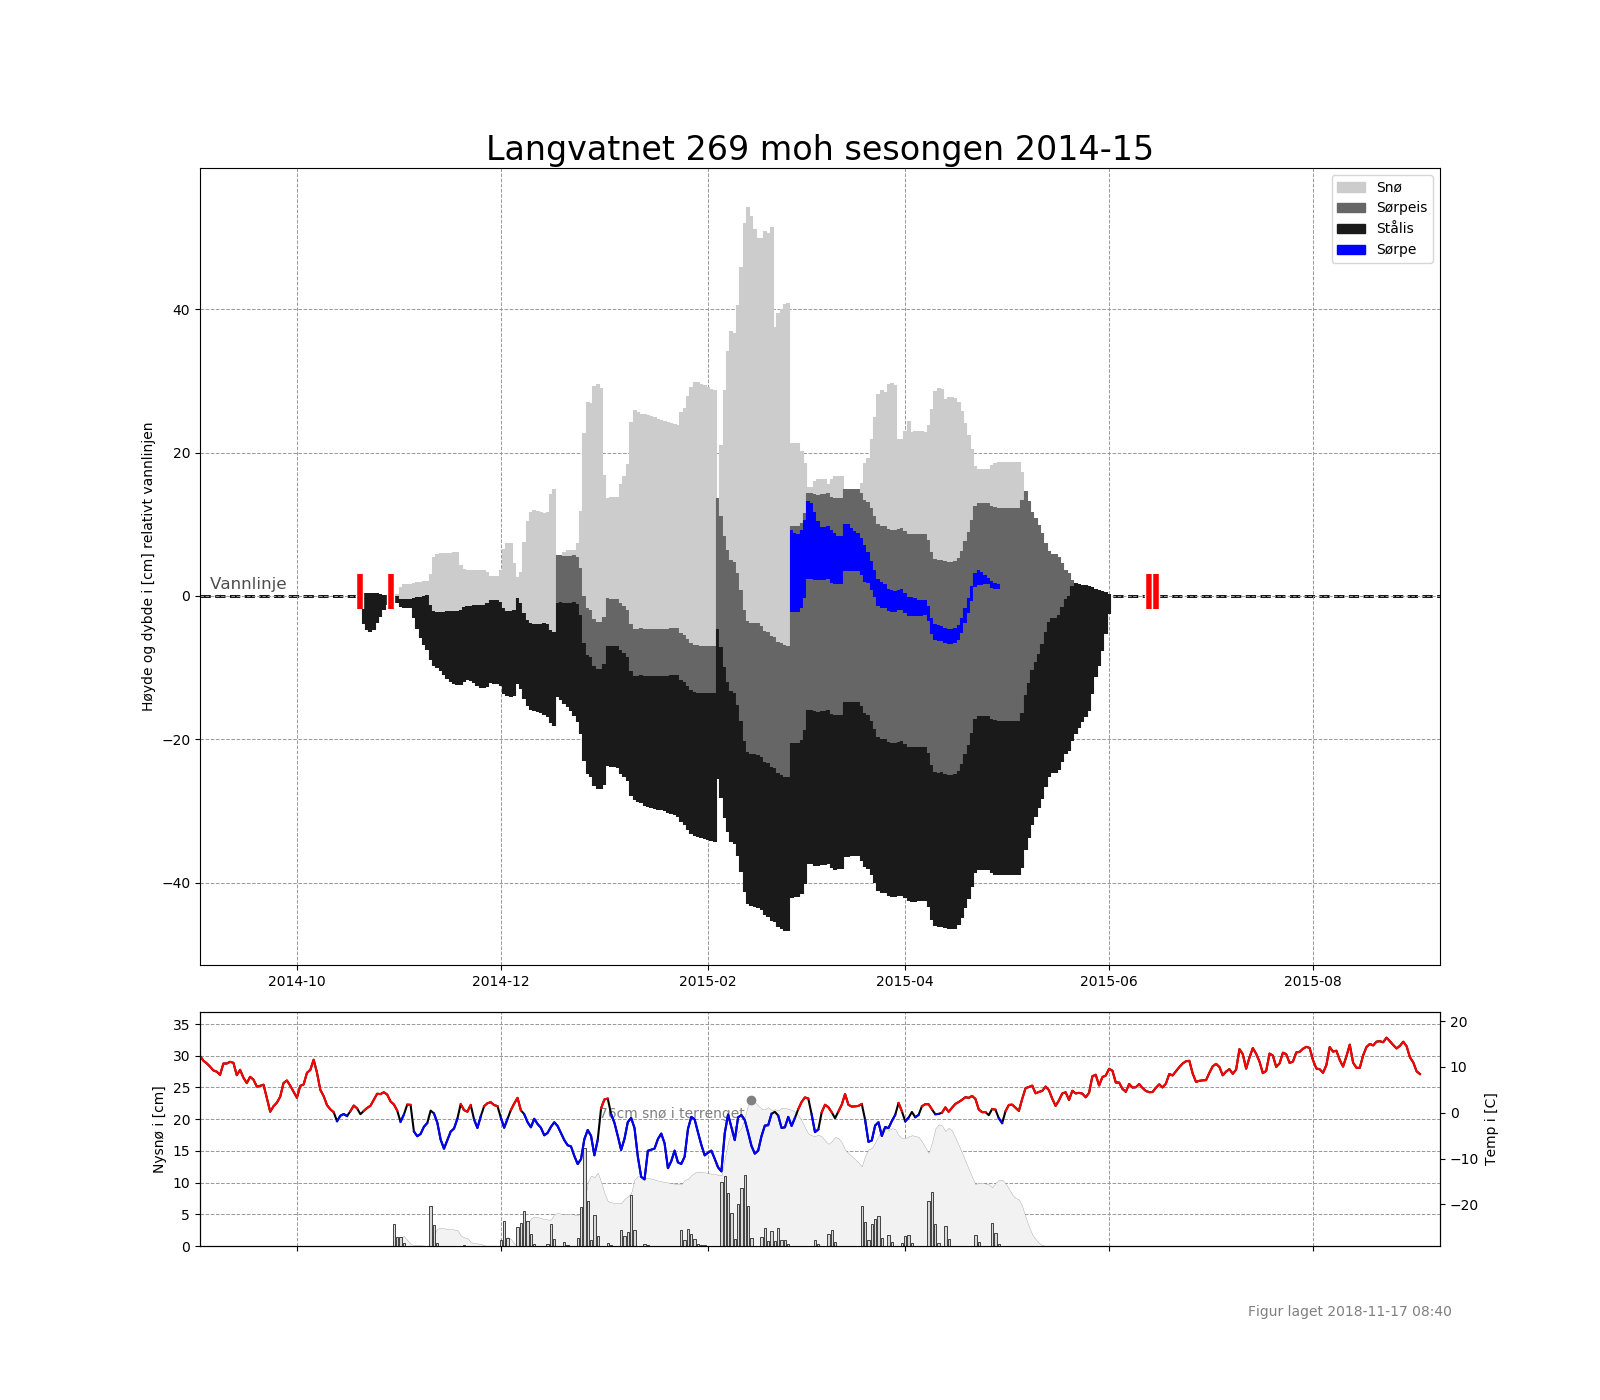 Langvatnet 269 moh sesongen 2014-15
Snø
Sørpeis
Stålis
Sørpe
Høyde og dybde i [cm] relativt vannlinjen
40
20
0
−20
−40
Vannlinje
2014-10 2014-12 2015-02 2015-04 2015-06 2015-08
Nysnø i [cm]
35
30
25
20
15
10
5
0
76cm snø i terrenget
20
10
0
−10
−20
Temp i [C]
Figur laget 2018-11-17 08:40